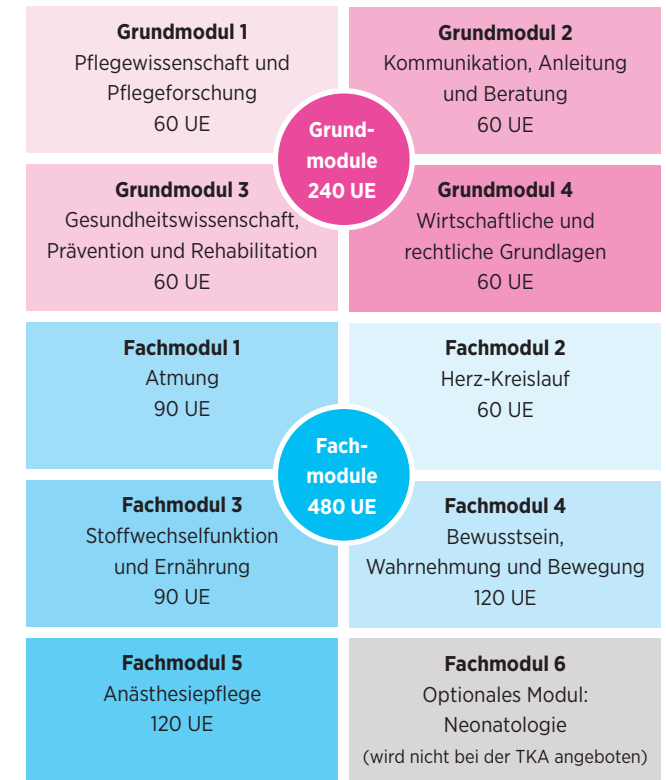 Grundmodul 1
Pflegewissenschaft und
Pflegeforschung
60 UE
Grundmodul 2
Kommunikation, Anleitung
und Beratung
60 UE
Grund-
module
240 UE
Grundmodul 3
Gesundheitswissenschaft,
Prävention und Rehabilitation
60 UE
Grundmodul 4
Wirtschaftliche und
rechtliche Grundlagen
60 UE
Fachmodul 1
Atmung
90 UE
Fachmodul 2
Herz-Kreislauf
60 UE
Fach-
module
480 UE
Fachmodul 3
Stoffwechselfunktion
und Ernährung
90 UE
Fachmodul 4
Bewusstsein,
Wahrnehmung und Bewegung
120 UE
Fachmodul 5
Anästhesiepflege
120 UE
Fachmodul 6
Optionales Modul:
Neonatologie
(wird nicht bei der TKA angeboten)